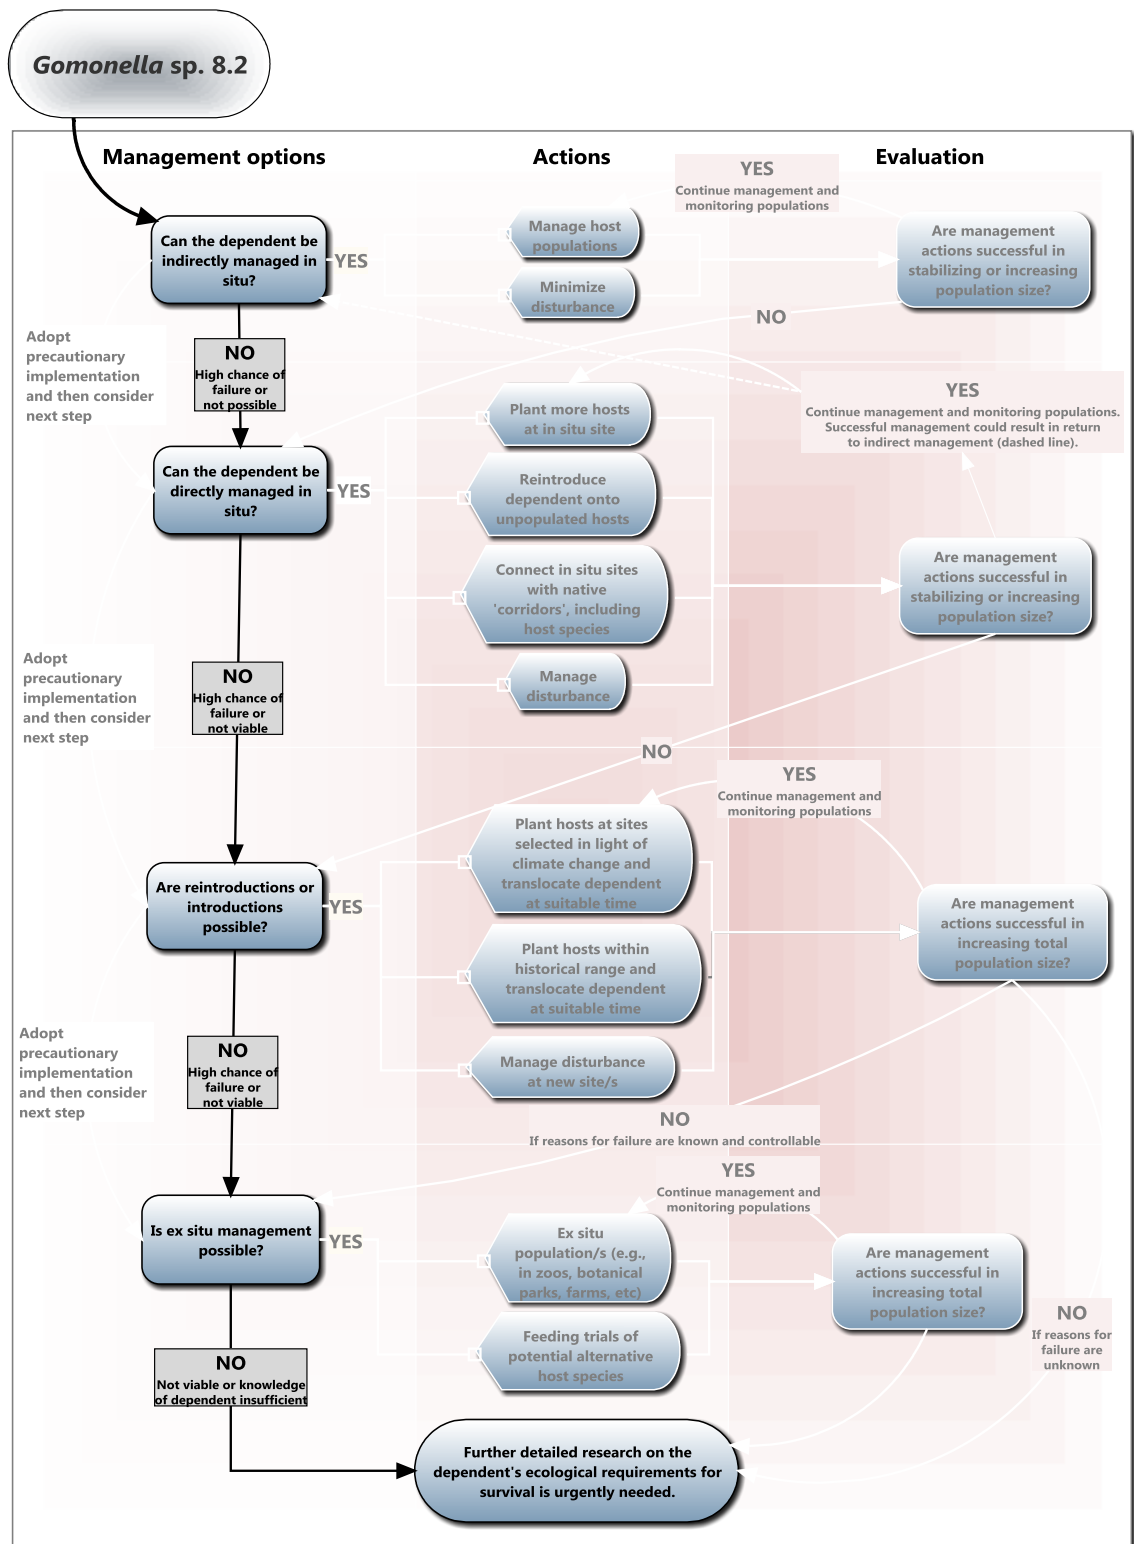 Gomonella sp. 8.2
Management options
Actions
Evaluation
YES
Continue management and
monitoring populations
Can the dependent be
indirectly managed in
situ?
YES
Manage host
populations
Minimize
disturbance
Are management
actions successful in
stabilizing or increasing
population size?
NO
Adopt
precautionary
implementation
and then consider
next step
NO
High chance of
failure or
not possible
YES
Continue management and monitoring populations.
Successful management could result in return
to indirect management (dashed line).
Can the dependent be
directly managed in
situ?
YES
Plant more hosts
at in situ site
Reintroduce
dependent onto
unpopulated hosts
Connect in situ sites
with native
'corridors', including
host species
Manage
disturbance
Are management
actions successful in
stabilizing or increasing
population size?
Adopt
precautionary
implementation
and then consider
next step
NO
High chance of
failure or
not viable
NO
YES
Continue management and
monitoring populations
Are reintroductions or
introductions
possible?
YES
Plant hosts at sites
selected in light of
climate change and
translocate dependent
at suitable time
Plant hosts within
historical range and
translocate dependent
at suitable time
Manage disturbance
at new site/s
Are management
actions successful in
increasing total
population size?
Adopt
precautionary
implementation
and then consider
next step
NO
High chance of
failure or
not viable
NO
If reasons for failure are known and controllable
YES
Continue management and
monitoring populations
Is ex situ management
possible?
YES
Ex situ
population/s (e.g.,
in zoos, botanical
parks, farms, etc)
Feeding trials of
potential alternative
host species
Are management
actions successful in
increasing total
population size?
NO
If reasons for
failure are
unknown
NO
Not viable or knowledge
of dependent insufficient
Further detailed research on the
dependent's ecological requirements for
survival is urgently needed.